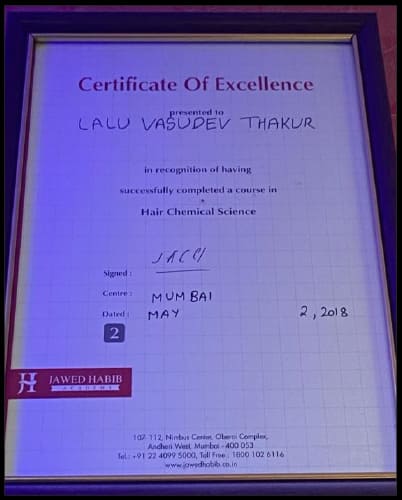 Certificate Of Excellence
presented to
LALU VASUDEV THAKUR
in recognition of having
successfully completed a course in
Hair Chemical Science
Signed :
Centre : MUMBAI
Dated : MAY 2, 2018
2
JH JAWED HABIB
ACADEMY
107-112, Nimbus Center, Oberoi Complex,
Andheri West, Mumbai - 400 053
Tel.: +91 22 4099 5000, Toll Free : 1800 102 6116
www.jawedhabib.co.in